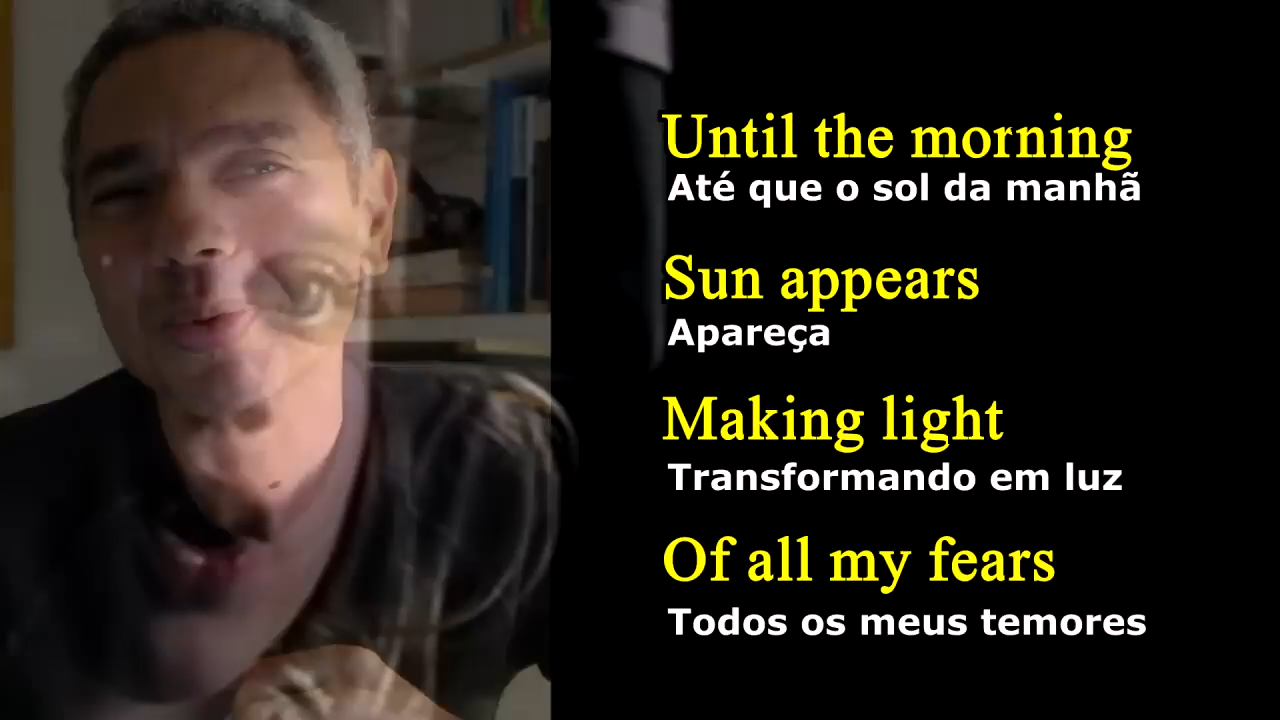 Until the morning
Até que o sol da manhã
Sun appears
Apareça
Making light
Transformando em luz
Of all my fears
Todos os meus temores